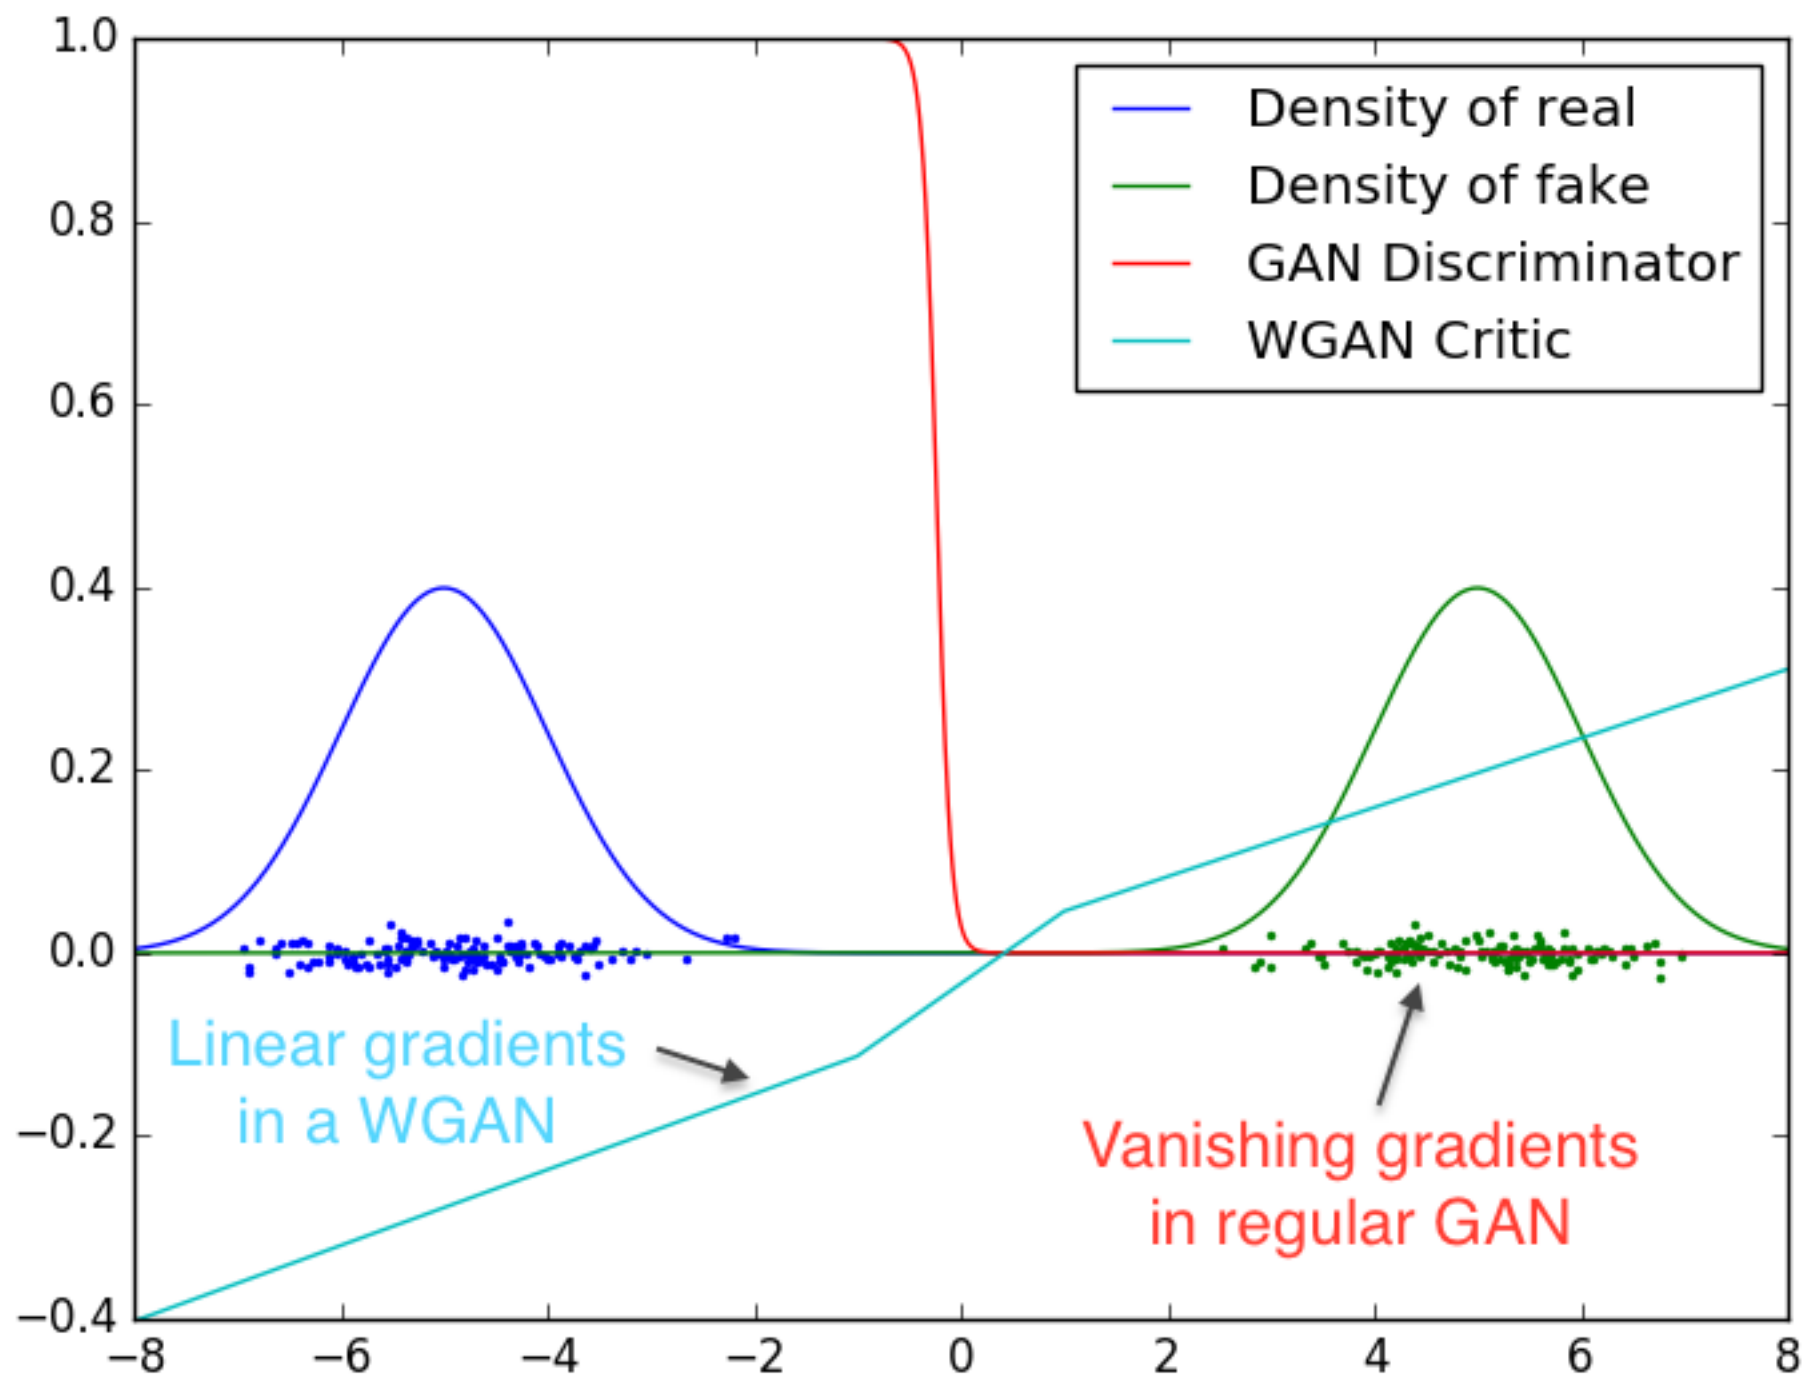 1.0
0.8
0.6
0.4
0.2
0.0
−0.2
−0.4
−8 −6 −4 −2 0 2 4 6 8
Density of real
Density of fake
GAN Discriminator
WGAN Critic
Linear gradients
in a WGAN
Vanishing gradients
in regular GAN